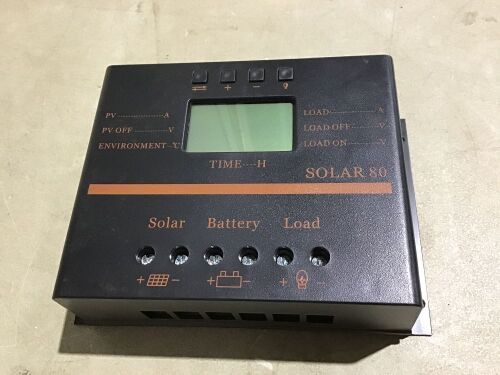 + -
PV------------------A
PV OFF-------------V
ENVIRONMENT--℃
LOAD---------------A
LOAD OFF---------V
LOAD ON----------V
TIME----H
SOLAR 80
Solar Battery Load
+ - + - + -